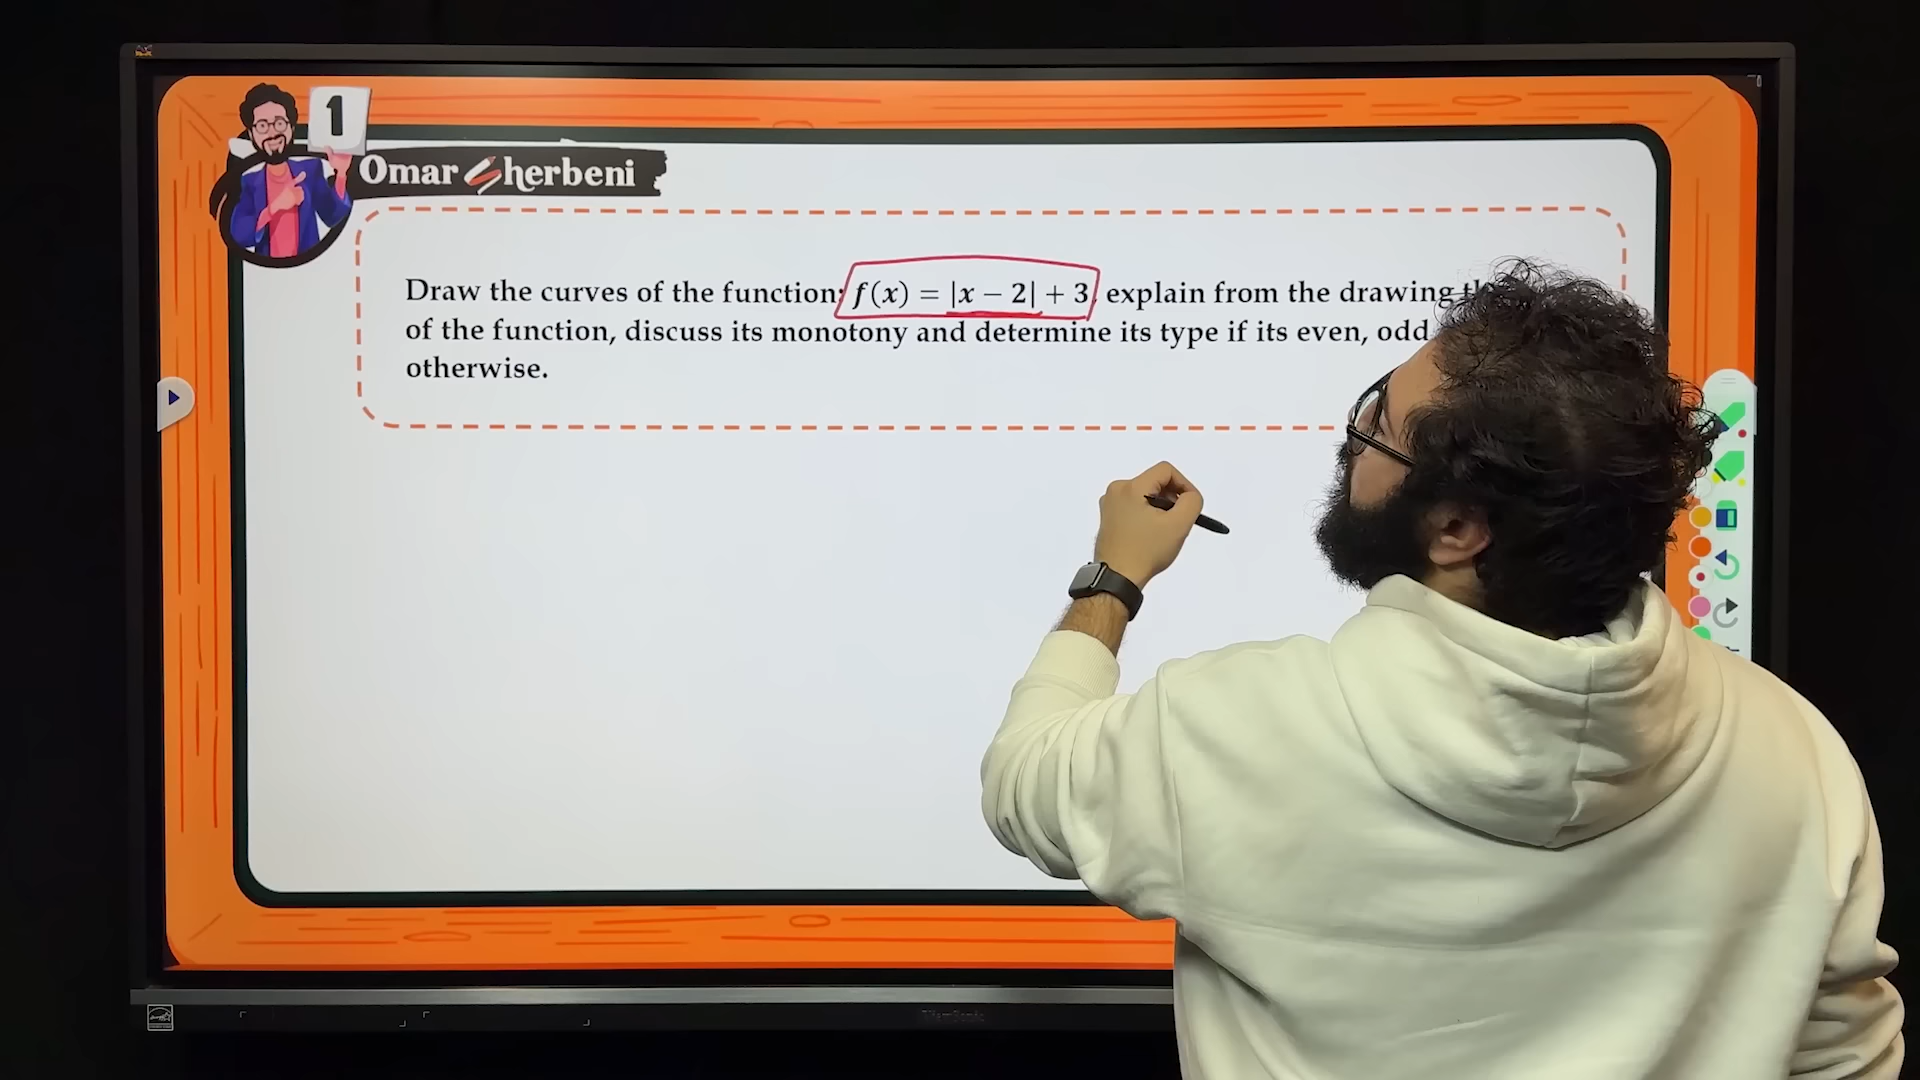 1
Omar Sherbeni
Draw the curves of the function: f(x) = |x − 2| + 3, explain from the drawing
of the function, discuss its monotony and determine its type if its even, odd
otherwise.